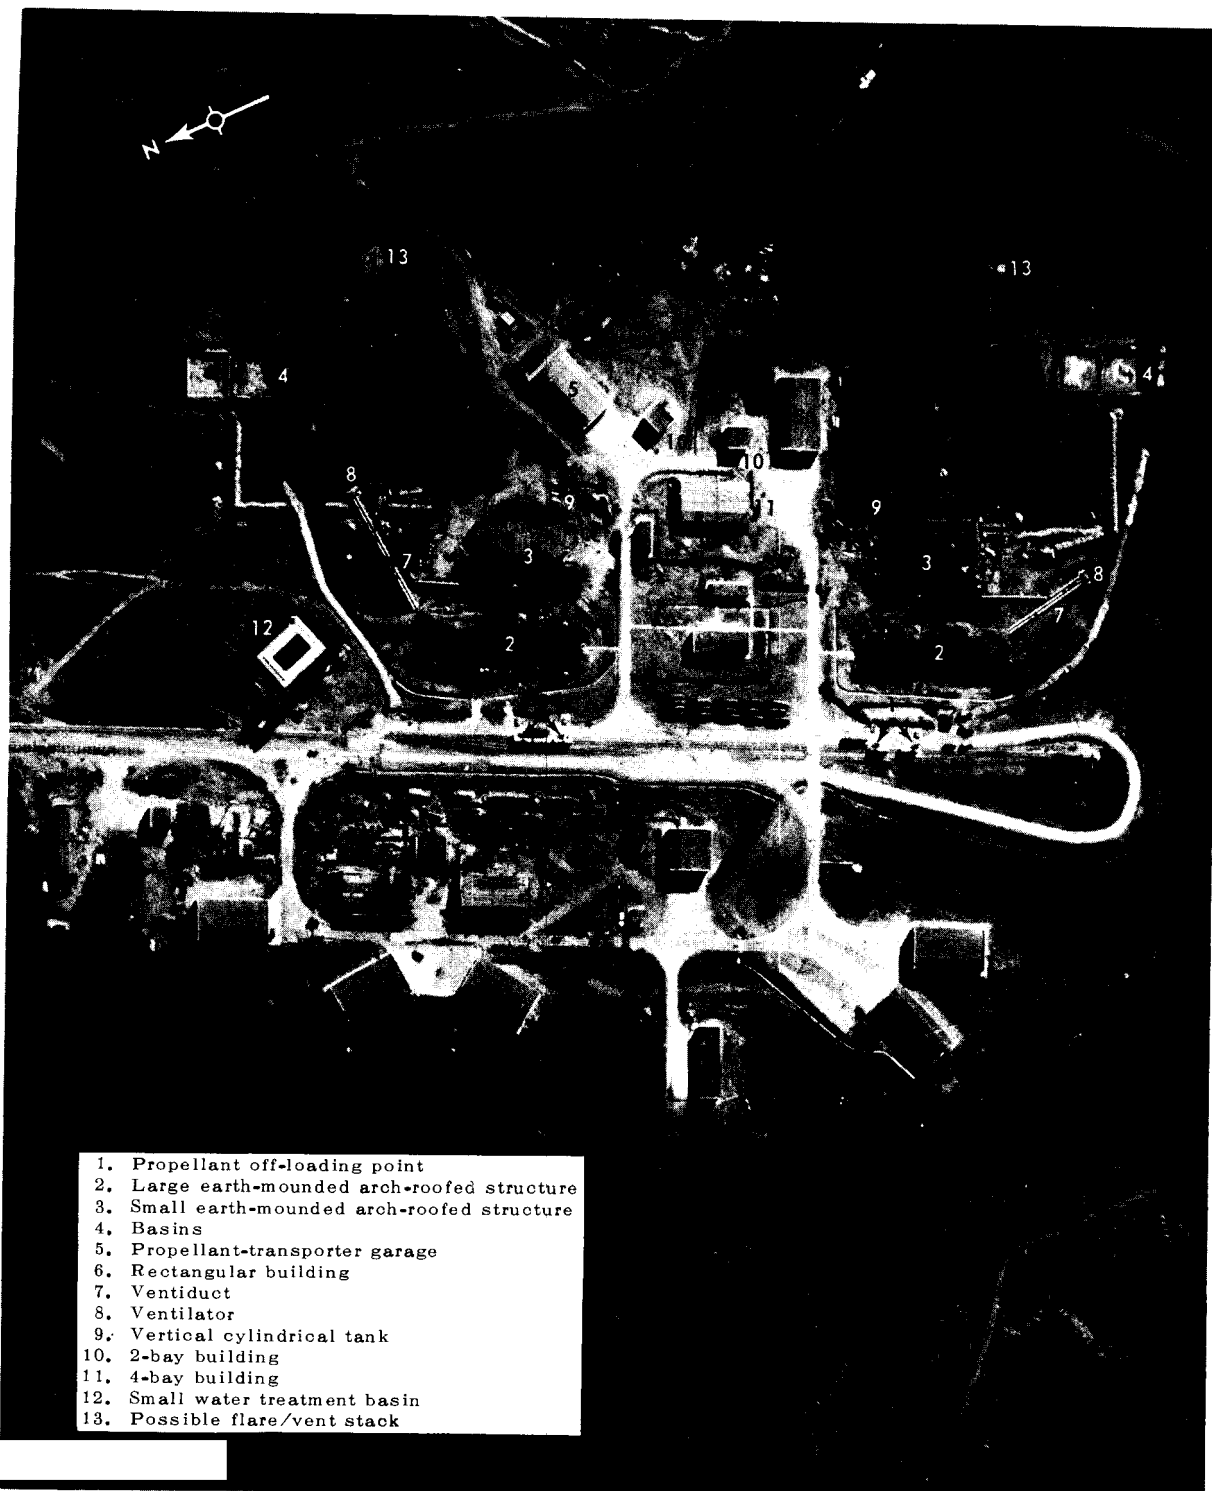 N
13
13
4
4
5
10
10
8
9
11
9
3
3
7
8
7
12
2
2
1. Propellant off-loading point
2. Large earth-mounded arch-roofed structure
3. Small earth-mounded arch-roofed structure
4. Basins
5. Propellant-transporter garage
6. Rectangular building
7. Ventiduct
8. Ventilator
9. Vertical cylindrical tank
10. 2-bay building
11. 4-bay building
12. Small water treatment basin
13. Possible flare/vent stack